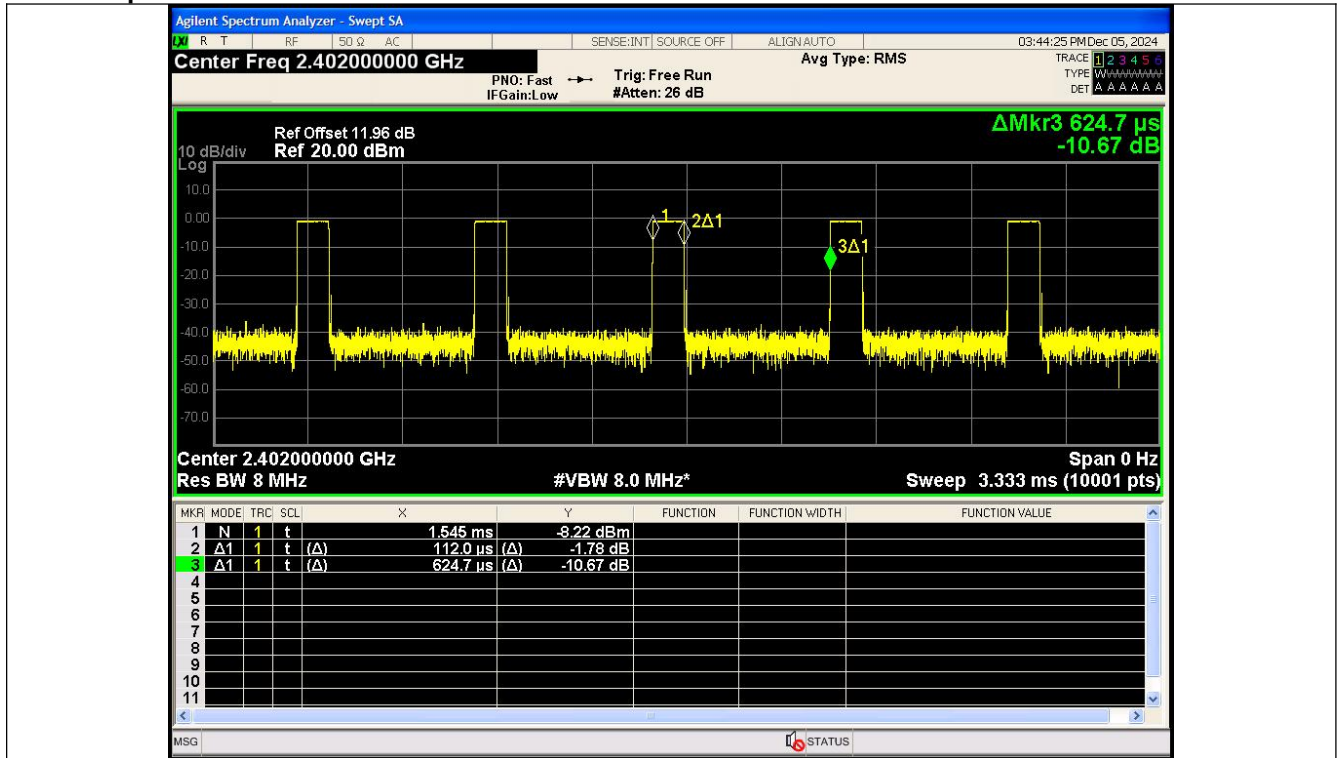 Agilent Spectrum Analyzer - Swept SA
LXI R T RF 50 Ω AC SENSE:INT SOURCE OFF ALIGNAUTO 03:44:25 PM Dec 05, 2024
Center Freq 2.402000000 GHz
Avg Type: RMS
TRACE 1 2 3 4 5 6
PNO: Fast Trig: Free Run
TYPE WWWWWW
IFGain:Low #Atten: 26 dB
DET A A A A A A
ΔMkr3 624.7 µs
Ref Offset 11.96 dB
-10.67 dB
10 dB/div Ref 20.00 dBm
Log
10.0
0.00
1
2Δ1
-10.0
3Δ1
-20.0
-30.0
-40.0
-50.0
-60.0
-70.0
Center 2.402000000 GHz Span 0 Hz
Res BW 8 MHz #VBW 8.0 MHz* Sweep 3.333 ms (10001 pts)
MKR MODE TRC SCL X Y FUNCTION FUNCTION WIDTH FUNCTION VALUE
1 N 1 t 1.545 ms -8.22 dBm
2 Δ1 1 t (Δ) 112.0 µs (Δ) -1.78 dB
3 Δ1 1 t (Δ) 624.7 µs (Δ) -10.67 dB
4
5
6
7
8
9
10
11
MSG STATUS